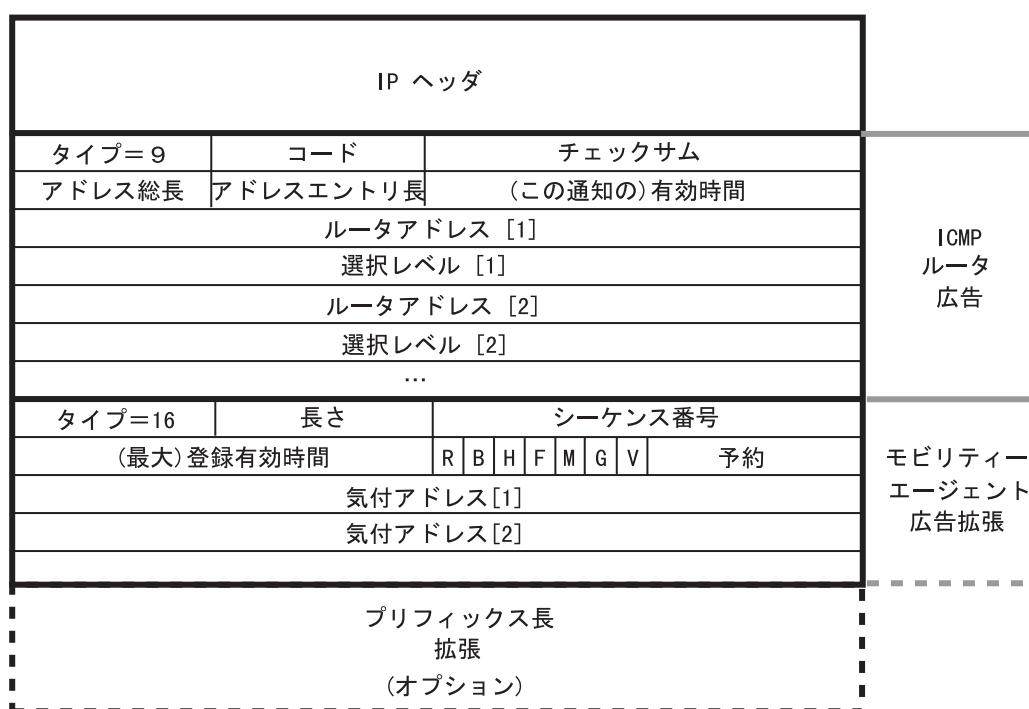 IP ヘッダ
タイプ=9 コード チェックサム
アドレス総長 アドレスエントリ長 (この通知の)有効時間
ルータアドレス [1]
選択レベル [1]
ルータアドレス [2]
選択レベル [2]
…
ICMP
ルータ
広告
タイプ=16 長さ シーケンス番号
(最大)登録有効時間 R B H F M G V 予約
気付アドレス[1]
気付アドレス[2]
モビリティー
エージェント
広告拡張
プリフィックス長
拡張
(オプション)